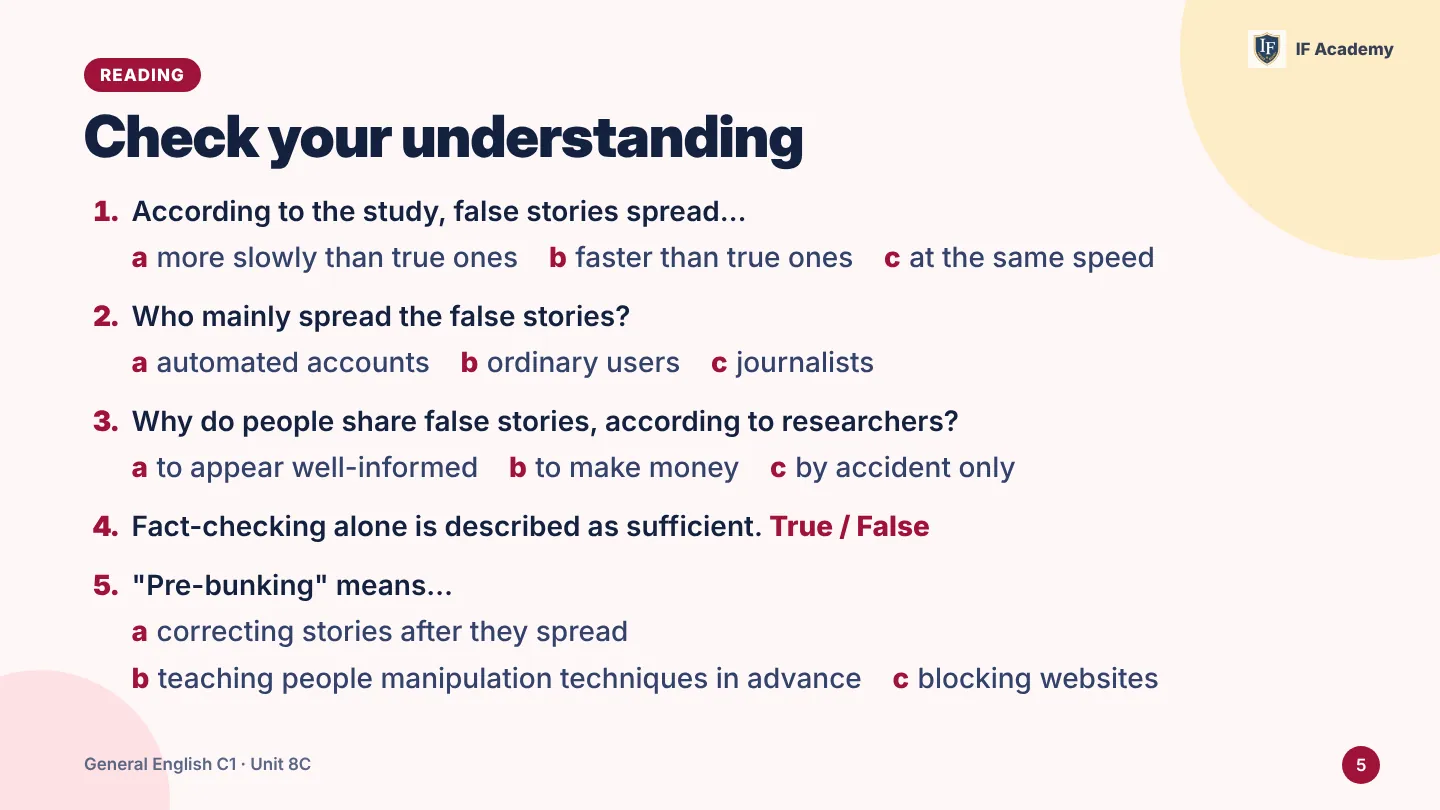 IF IF Academy
READING
Check your understanding
1. According to the study, false stories spread...
a more slowly than true ones b faster than true ones c at the same speed
2. Who mainly spread the false stories?
a automated accounts b ordinary users c journalists
3. Why do people share false stories, according to researchers?
a to appear well-informed b to make money c by accident only
4. Fact-checking alone is described as sufficient. True / False
5. "Pre-bunking" means...
a correcting stories after they spread
b teaching people manipulation techniques in advance c blocking websites
General English C1 · Unit 8C
5